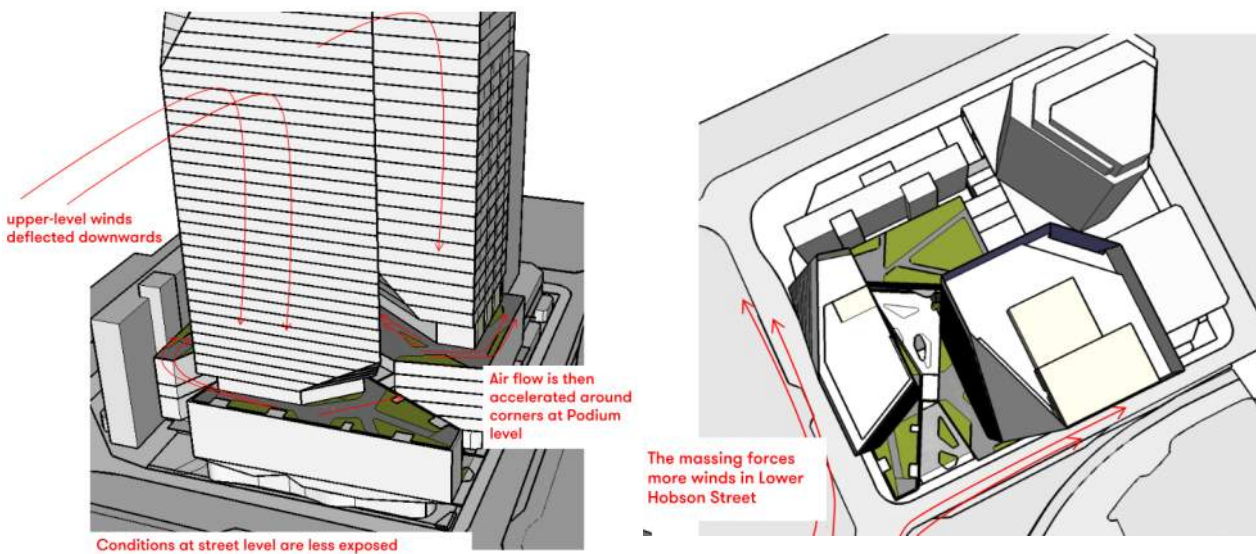 upper-level winds
deflected downwards
Air flow is then
accelerated around
corners at Podium
level
Conditions at street level are less exposed
The massing forces
more winds in Lower
Hobson Street